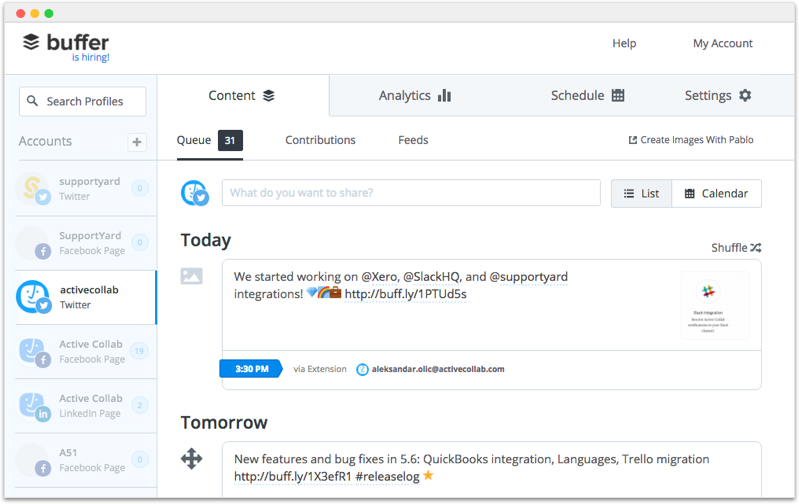 buffer
is hiring!
Help
My Account
Search Profiles
Content
Analytics
Schedule
Settings
Accounts
+
Queue 31
Contributions
Feeds
Create Images With Pablo
supportyard
Twitter
0
SupportYard
Facebook Page
0
activecollab
Twitter
Active Collab
Facebook Page
19
Active Collab
LinkedIn Page
2
A51
Facebook Page
0
What do you want to share?
List
Calendar
Today
Shuffle
We started working on @Xero, @SlackHQ, and @supportyard
integrations! 💎🌈💼 http://buff.ly/1PTUd5s
Slack Integration
3:30 PM
via Extension
aleksandar.olic@activecollab.com
Tomorrow
New features and bug fixes in 5.6: QuickBooks integration, Languages, Trello migration
http://buff.ly/1X3efR1 #releaselog ⭐